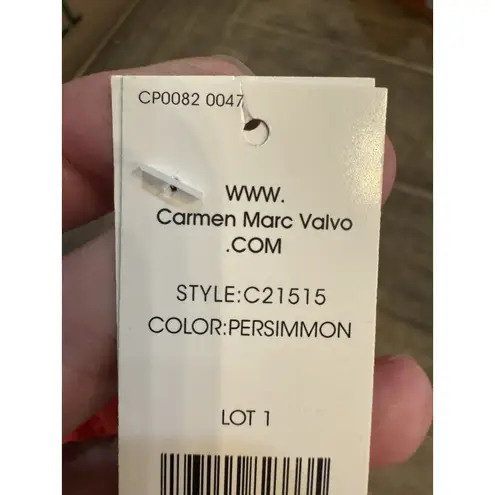 CP0082 0047
WWW.
Carmen Marc Valvo
.COM
STYLE:C21515
COLOR:PERSIMMON
LOT 1